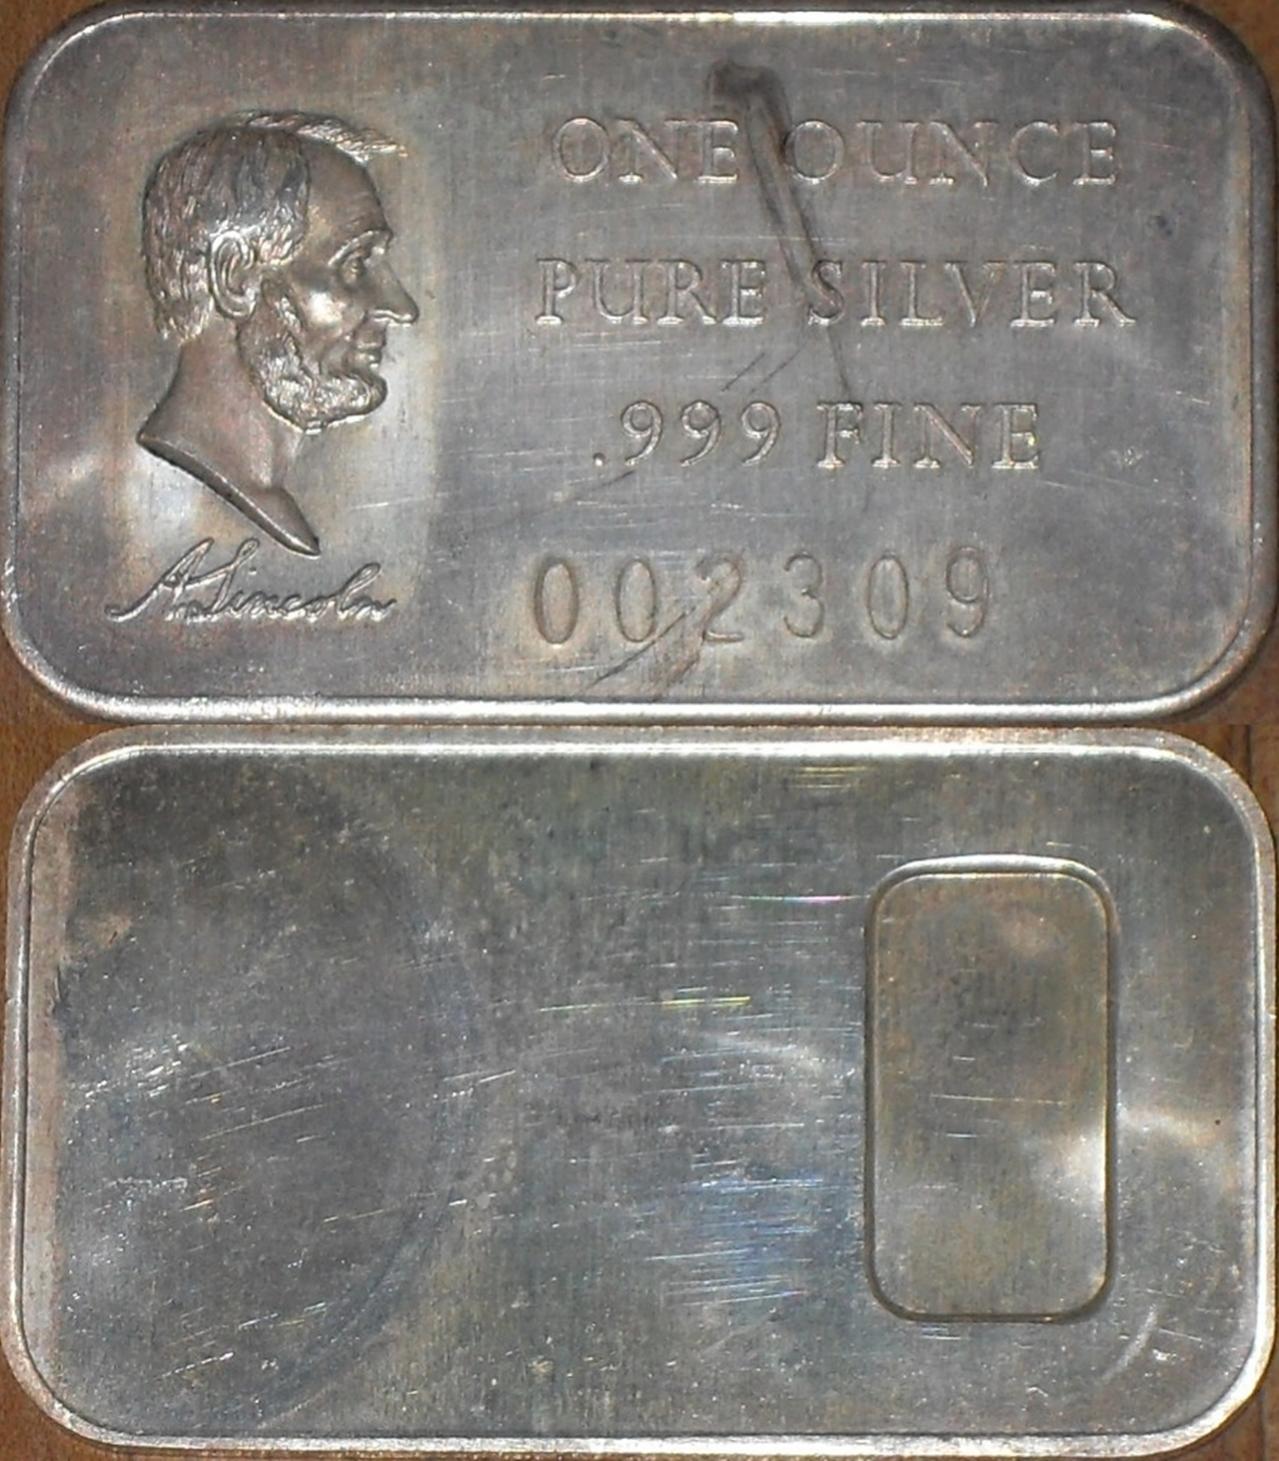 ONE OUNCE
PURE SILVER
.999 FINE
002309
A. Lincoln